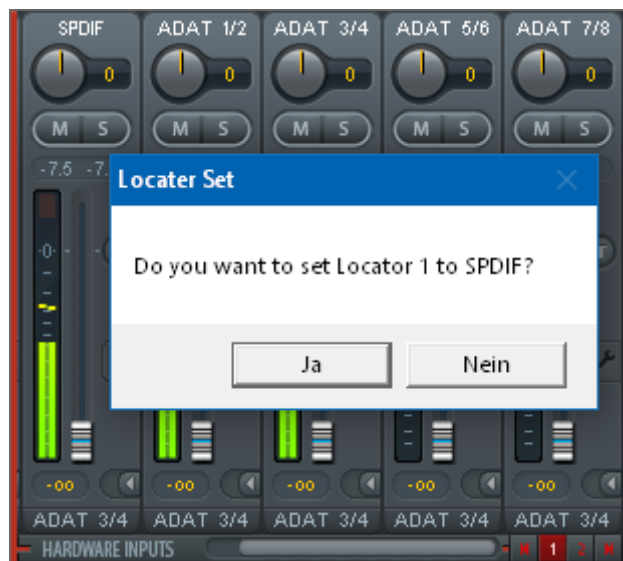 SPDIF ADAT 1/2 ADAT 3/4 ADAT 5/6 ADAT 7/8
0 0 0 0 0
M S M S M S M S M S
-7.5 -7.
Locater Set
·0·
Do you want to set Locator 1 to SPDIF?
Ja Nein
-oo -oo -oo -oo -oo
ADAT 3/4 ADAT 3/4 ADAT 3/4 ADAT 3/4 ADAT 3/4
HARDWARE INPUTS 1 2